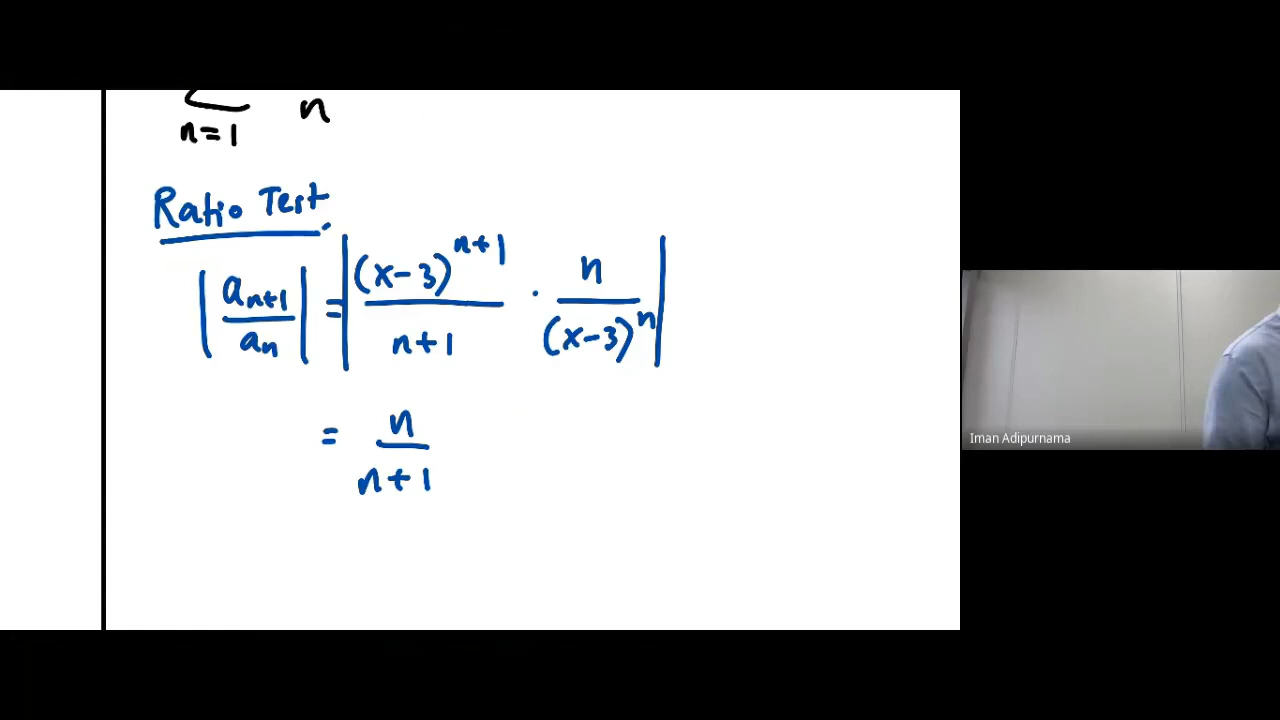 Σ n=1 n
Ratio Test.
| a_{n+1} / a_n | = | (x-3)^{n+1} / n+1 · n / (x-3)^n |
= n / n+1
Iman Adipurnama